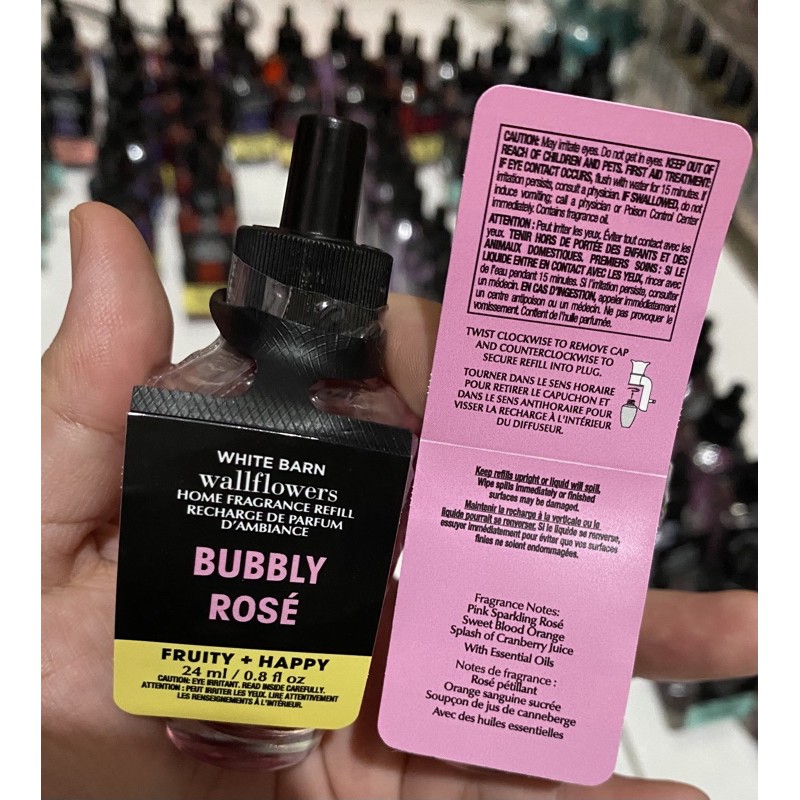 WHITE BARN
wallflowers
HOME FRAGRANCE REFILL
RECHARGE DE PARFUM
D'AMBIANCE
BUBBLY
ROSÉ
FRUITY + HAPPY
24 ml / 0.8 fl oz
CAUTION: EYE IRRITANT. READ INSIDE CAREFULLY.
ATTENTION : PEUT IRRITER LES YEUX. LIRE ATTENTIVEMENT
LES RENSEIGNEMENTS À L'INTÉRIEUR.
CAUTION: May irritate eyes. Do not get in eyes. KEEP OUT OF
REACH OF CHILDREN AND PETS. FIRST AID TREATMENT:
IF EYE CONTACT OCCURS, flush with water for 15 minutes. If
irritation persists, consult a physician. IF SWALLOWED, do not
induce vomiting; call a physician or Poison Control Center
immediately. Contains fragrance oil.
ATTENTION : Peut irriter les yeux. Éviter tout contact avec les
yeux. TENIR HORS DE PORTÉE DES ENFANTS ET DES
ANIMAUX DOMESTIQUES. PREMIERS SOINS : SI LE
LIQUIDE ENTRE EN CONTACT AVEC LES YEUX, rincer avec
de l'eau pendant 15 minutes. Si l'irritation persiste, consulter
un médecin. EN CAS D'INGESTION, appeler immédiatement
un centre antipoison ou un médecin. Ne pas provoquer le
vomissement. Contient de l'huile parfumée.
TWIST CLOCKWISE TO REMOVE CAP
AND COUNTERCLOCKWISE TO
SECURE REFILL INTO PLUG.
TOURNER DANS LE SENS HORAIRE
POUR RETIRER LE CAPUCHON ET
DANS LE SENS ANTIHORAIRE POUR
VISSER LA RECHARGE À L'INTÉRIEUR
DU DIFFUSEUR.
Keep refills upright or liquid will spill.
Wipe spills immediately or finished
surfaces may be damaged.
Maintenir la recharge à la verticale ou le
liquide pourrait se renverser. Si le liquide se renverse,
essuyer immédiatement pour éviter que vos surfaces
finies ne soient endommagées.
Fragrance Notes:
Pink Sparkling Rosé
Sweet Blood Orange
Splash of Cranberry Juice
With Essential Oils
Notes de fragrance :
Rosé pétillant
Orange sanguine sucrée
Soupçon de jus de canneberge
Avec des huiles essentielles